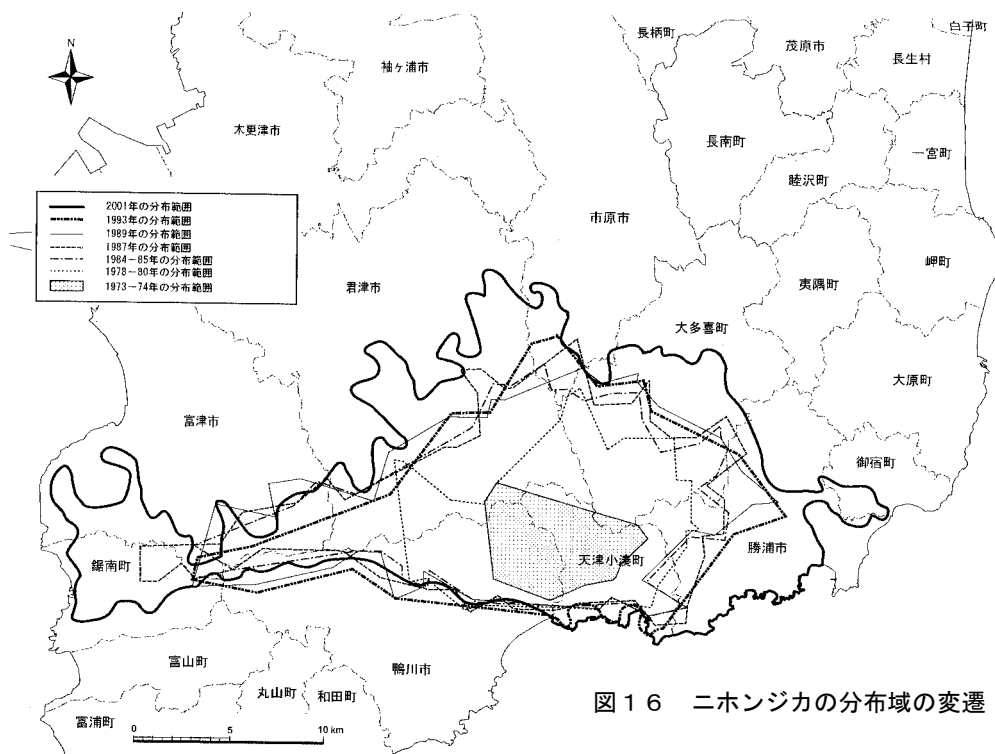 N
白子町
長柄町
茂原市
長生村
袖ヶ浦市
木更津市
長南町
一宮町
睦沢町
市原市
岬町
2001年の分布範囲
1993年の分布範囲
1989年の分布範囲
1987年の分布範囲
1984－85年の分布範囲
1978－80年の分布範囲
1973－74年の分布範囲
君津市
夷隅町
大多喜町
大原町
富津市
御宿町
勝浦市
天津小湊町
鋸南町
富山町
鴨川市
丸山町
和田町
富浦町
0 5 10 km
図１６　ニホンジカの分布域の変遷